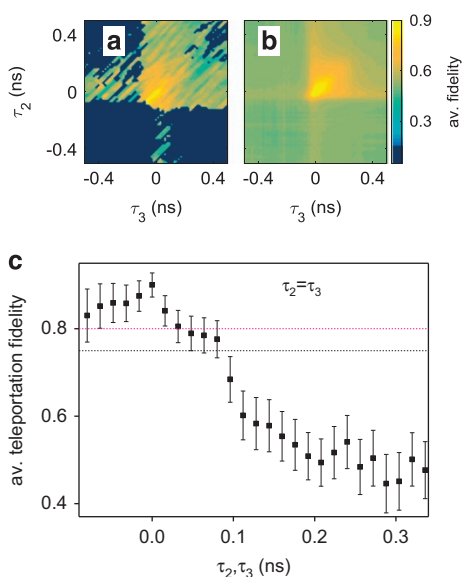 a
b
0.4
0
-0.4
τ2 (ns)
-0.4 0 0.4
-0.4 0 0.4
τ3 (ns)
τ3 (ns)
0.9
0.6
0.3
av. fidelity
c
τ2=τ3
0.8
0.6
0.4
av. teleportation fidelity
0.0 0.1 0.2 0.3
τ2,τ3 (ns)